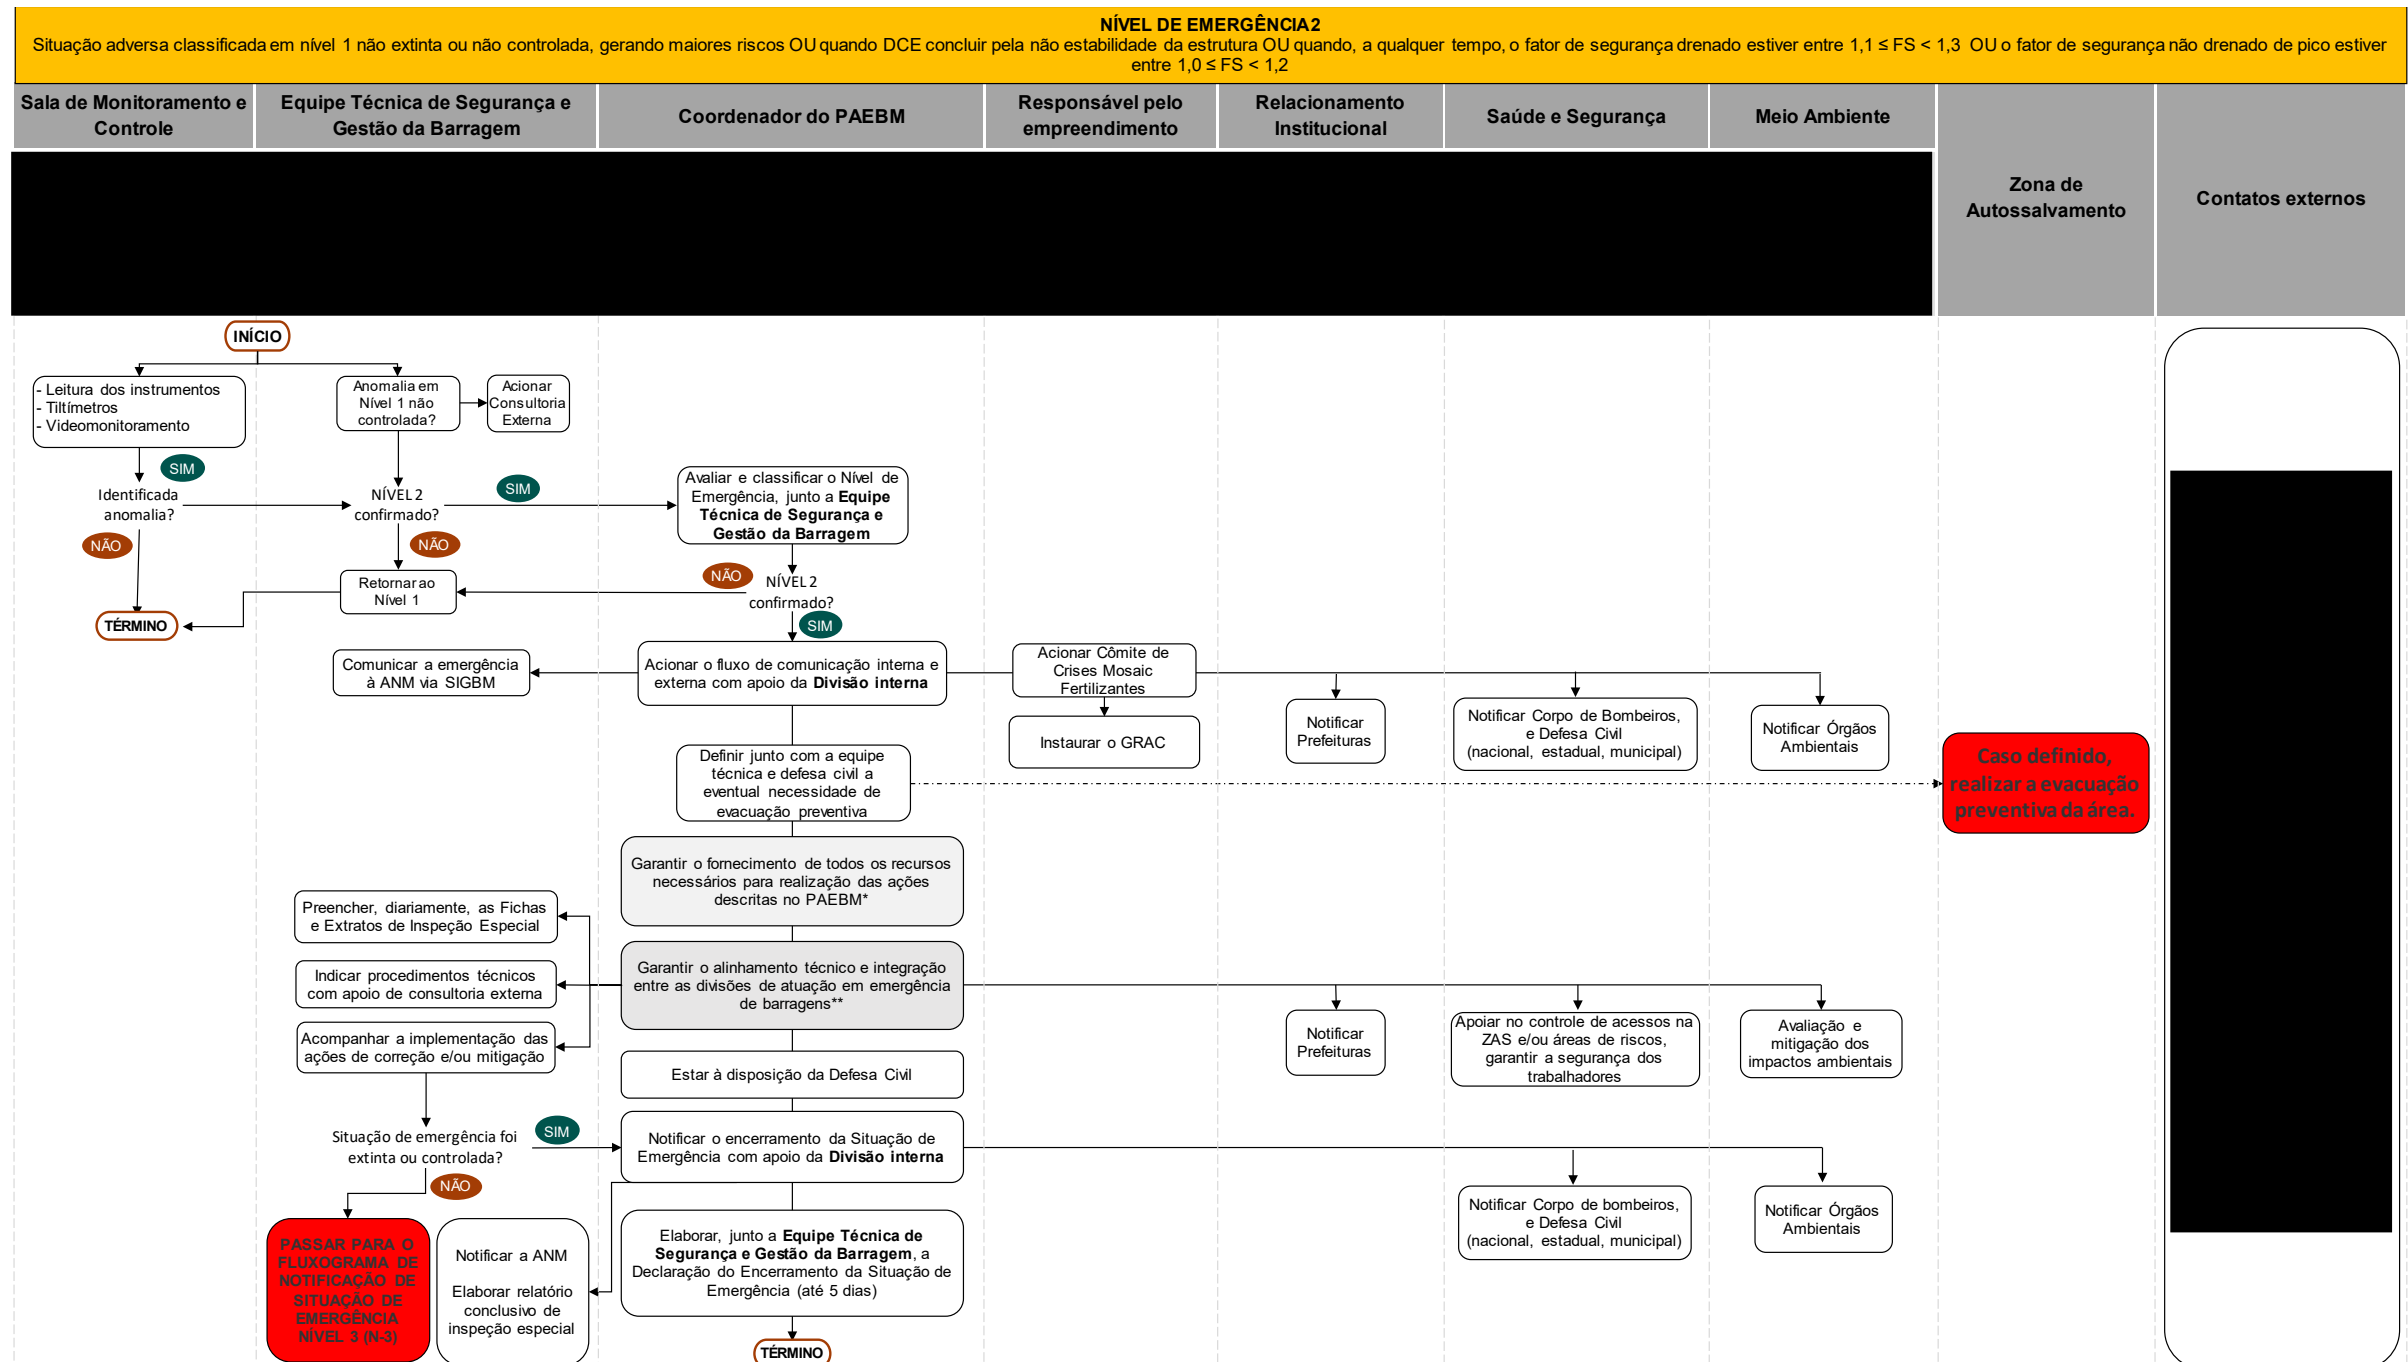 NÍVEL DE EMERGÊNCIA2
Situação adversa classificada em nível 1 não extinta ou não controlada, gerando maiores riscos OU quando DCE concluir pela não estabilidade da estrutura OU quando, a qualquer tempo, o fator de segurança drenado estiver entre 1,1 ≤ FS < 1,3 OU o fator de segurança não drenado de pico estiver
entre 1,0 ≤ FS < 1,2
Sala de Monitoramento e
Controle
Equipe Técnica de Segurança e
Gestão da Barragem
Coordenador do PAEBM
Responsável pelo
empreendimento
Relacionamento
Institucional
Saúde e Segurança
Meio Ambiente
Zona de
Autossalvamento
Contatos externos
INÍCIO
- Leitura dos instrumentos
- Tiltímetros
- Videomonitoramento
Anomalia em
Nível 1 não
controlada?
Acionar
Consultoria
Externa
SIM
Identificada
anomalia?
NÃO
NÍVEL 2
confirmado?
SIM
NÃO
Avaliar e classificar o Nível de
Emergência, junto a Equipe
Técnica de Segurança e
Gestão da Barragem
Retornar ao
Nível 1
NÃO
NÍVEL 2
confirmado?
SIM
TÉRMINO
Comunicar a emergência
à ANM via SIGBM
Acionar o fluxo de comunicação interna e
externa com apoio da Divisão interna
Acionar Cômite de
Crises Mosaic
Fertilizantes
Instaurar o GRAC
Notificar
Prefeituras
Notificar Corpo de Bombeiros,
e Defesa Civil
(nacional, estadual, municipal)
Notificar Órgãos
Ambientais
Definir junto com a equipe
técnica e defesa civil a
eventual necessidade de
evacuação preventiva
Caso definido,
realizar a evacuação
preventiva da área.
Garantir o fornecimento de todos os recursos
necessários para realização das ações
descritas no PAEBM*
Preencher, diariamente, as Fichas
e Extratos de Inspeção Especial
Indicar procedimentos técnicos
com apoio de consultoria externa
Acompanhar a implementação das
ações de correção e/ou mitigação
Garantir o alinhamento técnico e integração
entre as divisões de atuação em emergência
de barragens**
Notificar
Prefeituras
Apoiar no controle de acessos na
ZAS e/ou áreas de riscos,
garantir a segurança dos
trabalhadores
Avaliação e
mitigação dos
impactos ambientais
Estar à disposição da Defesa Civil
Situação de emergência foi
extinta ou controlada?
SIM
NÃO
Notificar o encerramento da Situação de
Emergência com apoio da Divisão interna
Notificar Corpo de bombeiros,
e Defesa Civil
(nacional, estadual, municipal)
Notificar Órgãos
Ambientais
PASSAR PARA O
FLUXOGRAMA DE
NOTIFICAÇÃO DE
SITUAÇÃO DE
EMERGÊNCIA
NÍVEL 3 (N-3)
Notificar a ANM
Elaborar relatório
conclusivo de
inspeção especial
Elaborar, junto a Equipe Técnica de
Segurança e Gestão da Barragem, a
Declaração do Encerramento da Situação de
Emergência (até 5 dias)
TÉRMINO